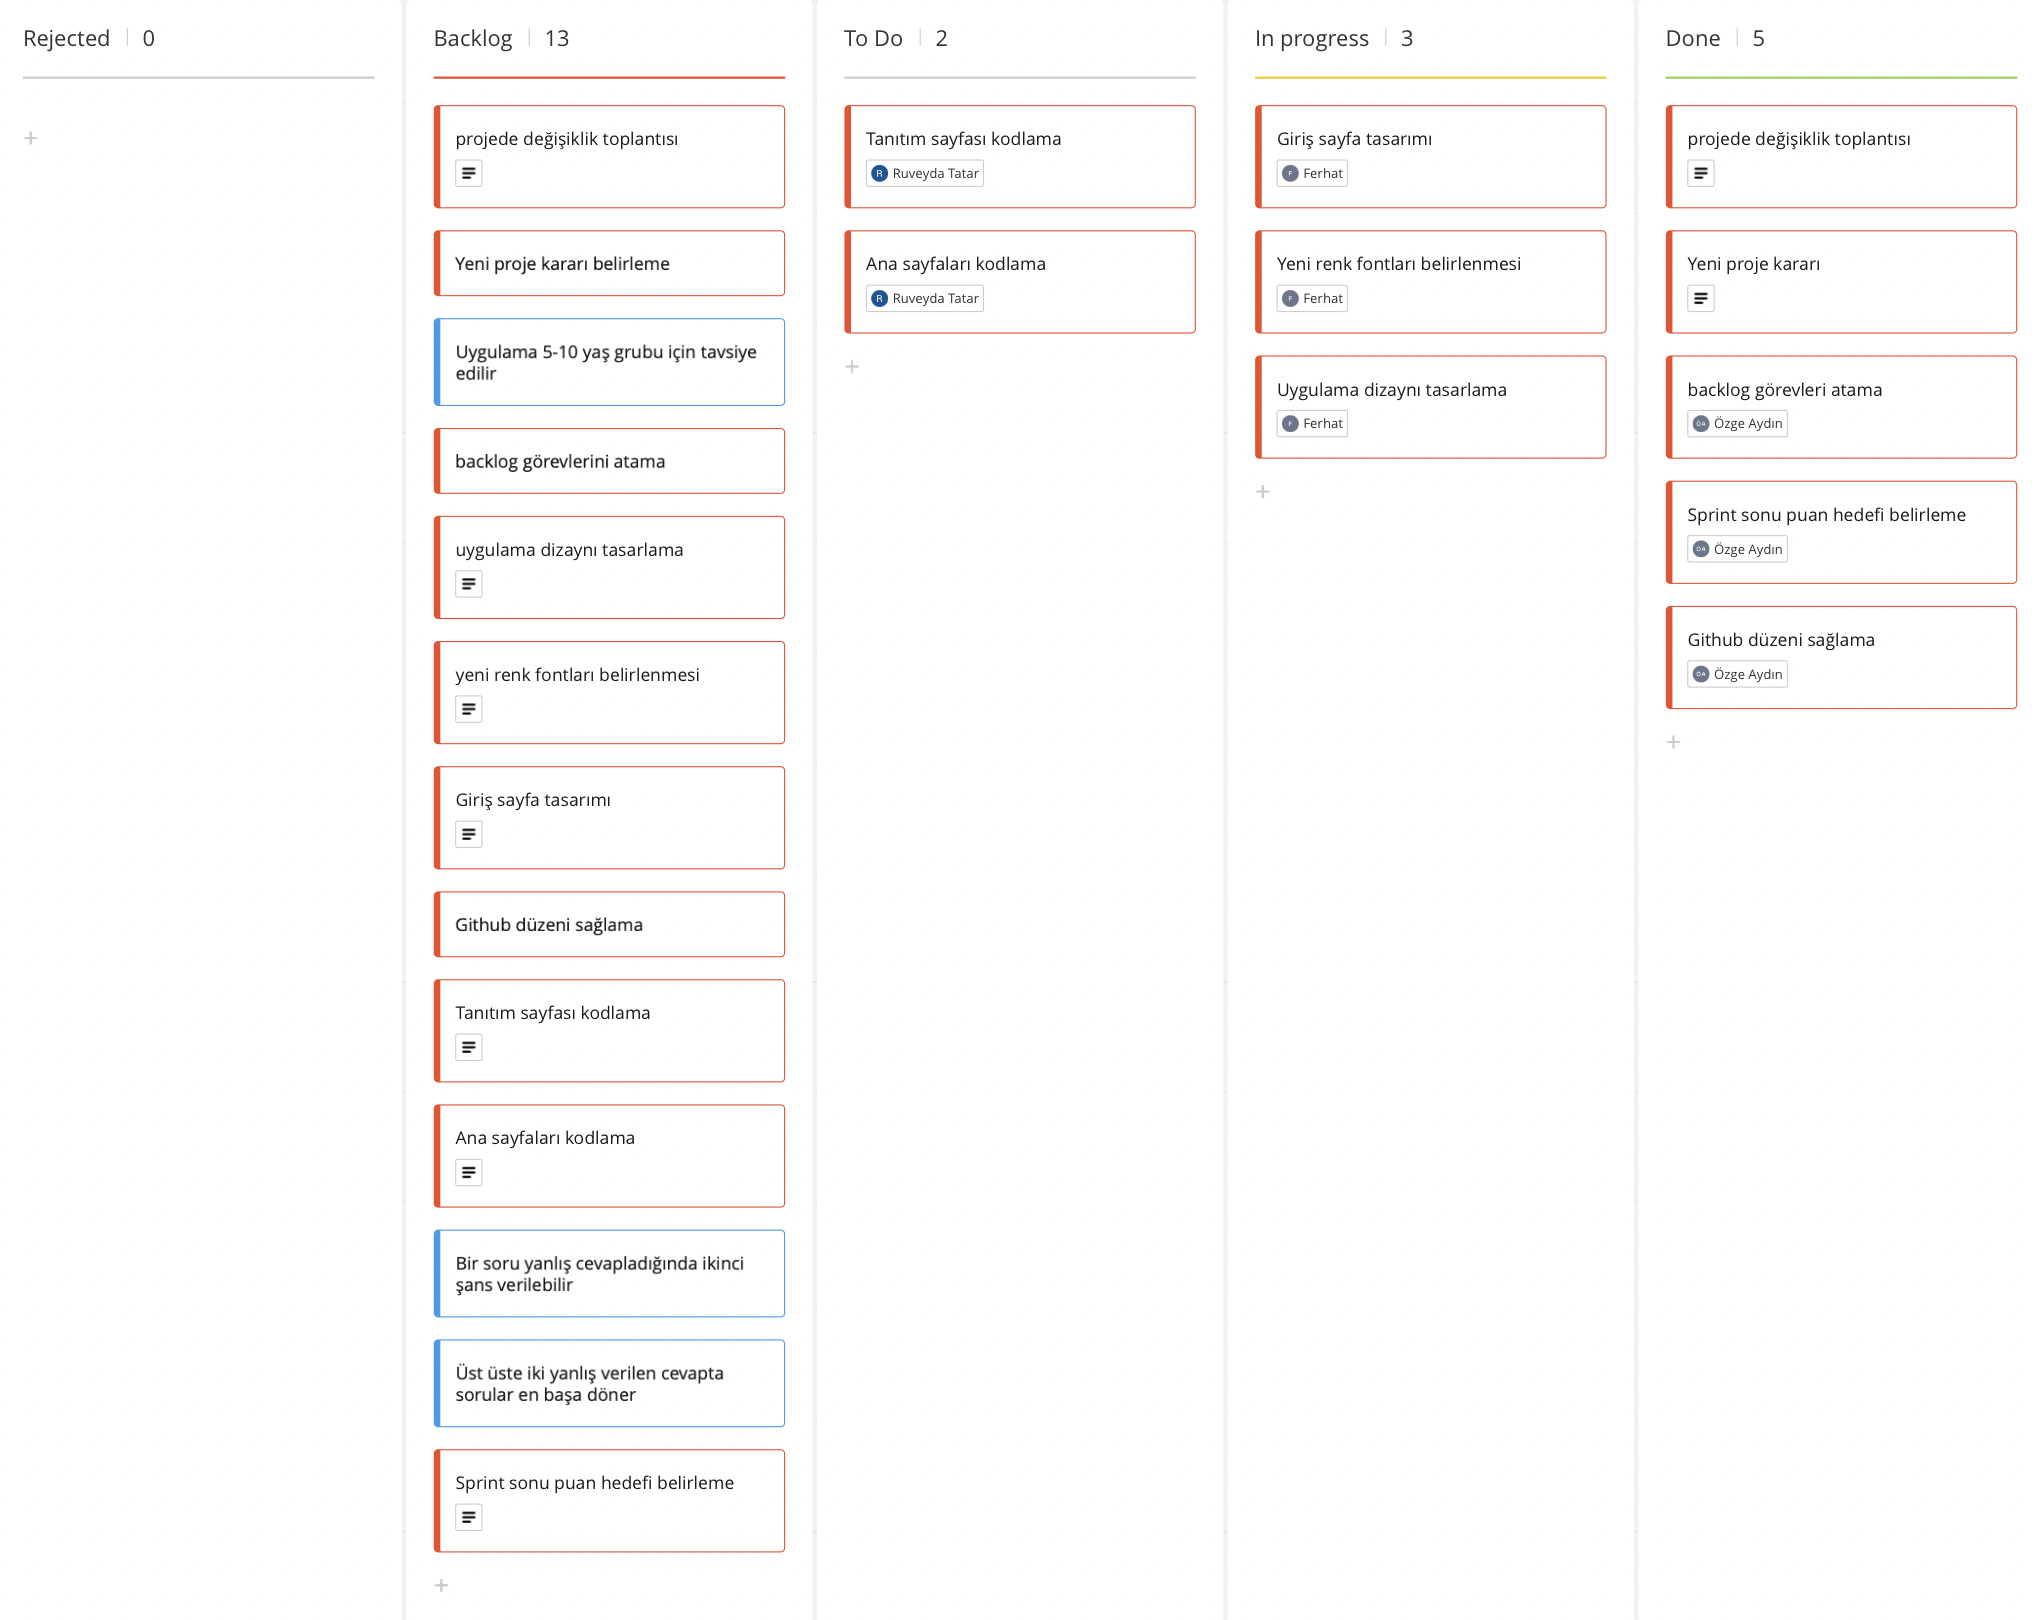 Rejected 0
Backlog 13
projede değişiklik toplantısı
Yeni proje kararı belirleme
Uygulama 5-10 yaş grubu için tavsiye
edilir
backlog görevlerini atama
uygulama dizaynı tasarlama
yeni renk fontları belirlenmesi
Giriş sayfa tasarımı
Github düzeni sağlama
Tanıtım sayfası kodlama
Ana sayfaları kodlama
Bir soru yanlış cevapladığında ikinci
şans verilebilir
Üst üste iki yanlış verilen cevapta
sorular en başa döner
Sprint sonu puan hedefi belirleme
To Do 2
Tanıtım sayfası kodlama
R Ruveyda Tatar
Ana sayfaları kodlama
R Ruveyda Tatar
In progress 3
Giriş sayfa tasarımı
F Ferhat
Yeni renk fontları belirlenmesi
F Ferhat
Uygulama dizaynı tasarlama
F Ferhat
Done 5
projede değişiklik toplantısı
Yeni proje kararı
backlog görevleri atama
ÖA Özge Aydın
Sprint sonu puan hedefi belirleme
ÖA Özge Aydın
Github düzeni sağlama
ÖA Özge Aydın